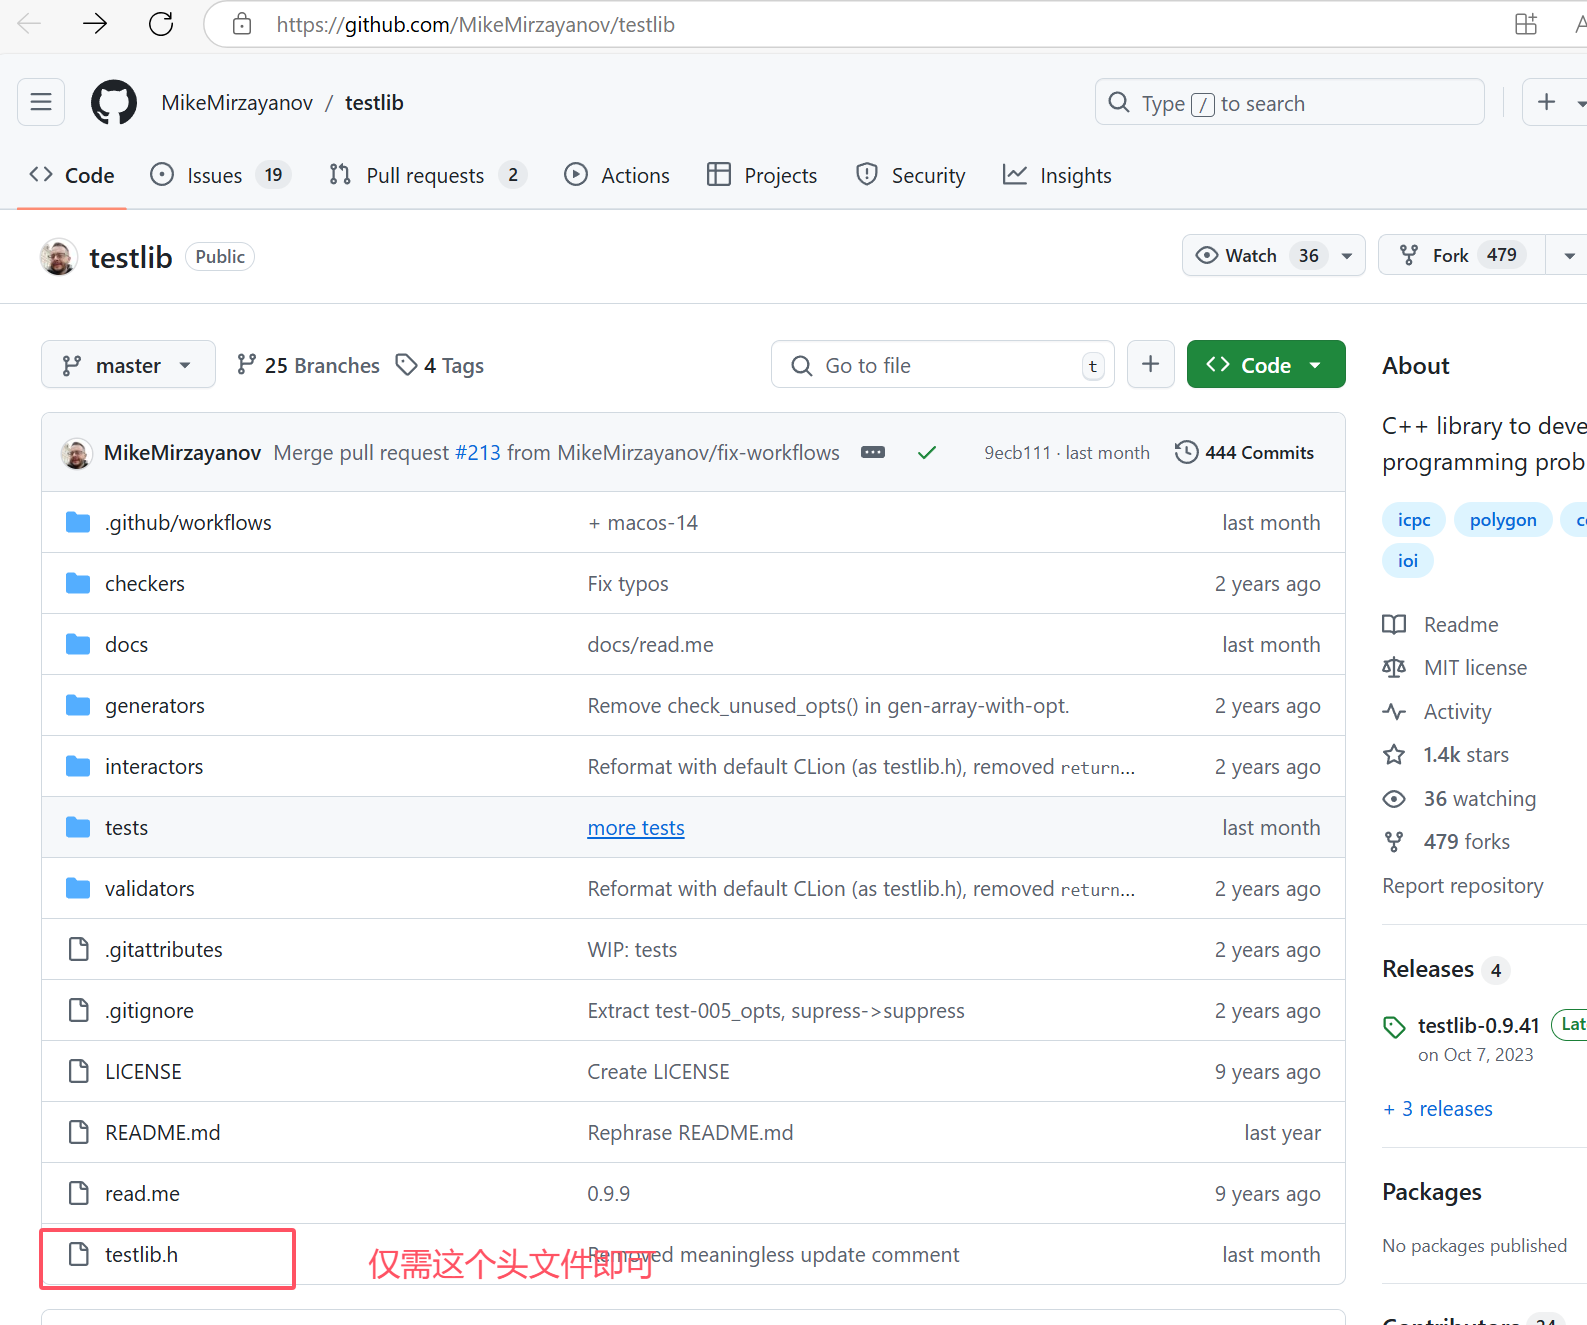 https://github.com/MikeMirzayanov/testlib
MikeMirzayanov / testlib
Type / to search
Code
Issues 19
Pull requests 2
Actions
Projects
Security
Insights
testlib Public
Watch 36
Fork 479
master
25 Branches
4 Tags
Go to file t
Code
MikeMirzayanov Merge pull request #213 from MikeMirzayanov/fix-workflows
9ecb111 · last month
444 Commits
.github/workflows + macos-14 last month
checkers Fix typos 2 years ago
docs docs/read.me last month
generators Remove check_unused_opts() in gen-array-with-opt. 2 years ago
interactors Reformat with default CLion (as testlib.h), removed return... 2 years ago
tests more tests last month
validators Reformat with default CLion (as testlib.h), removed return... 2 years ago
.gitattributes WIP: tests 2 years ago
.gitignore Extract test-005_opts, supress->suppress 2 years ago
LICENSE Create LICENSE 9 years ago
README.md Rephrase README.md last year
read.me 0.9.9 9 years ago
testlib.h Removed meaningless update comment last month
仅需这个头文件即可
About
C++ library to deve
programming prob
icpc polygon
ioi
Readme
MIT license
Activity
1.4k stars
36 watching
479 forks
Report repository
Releases 4
testlib-0.9.41 Lat
on Oct 7, 2023
+ 3 releases
Packages
No packages published